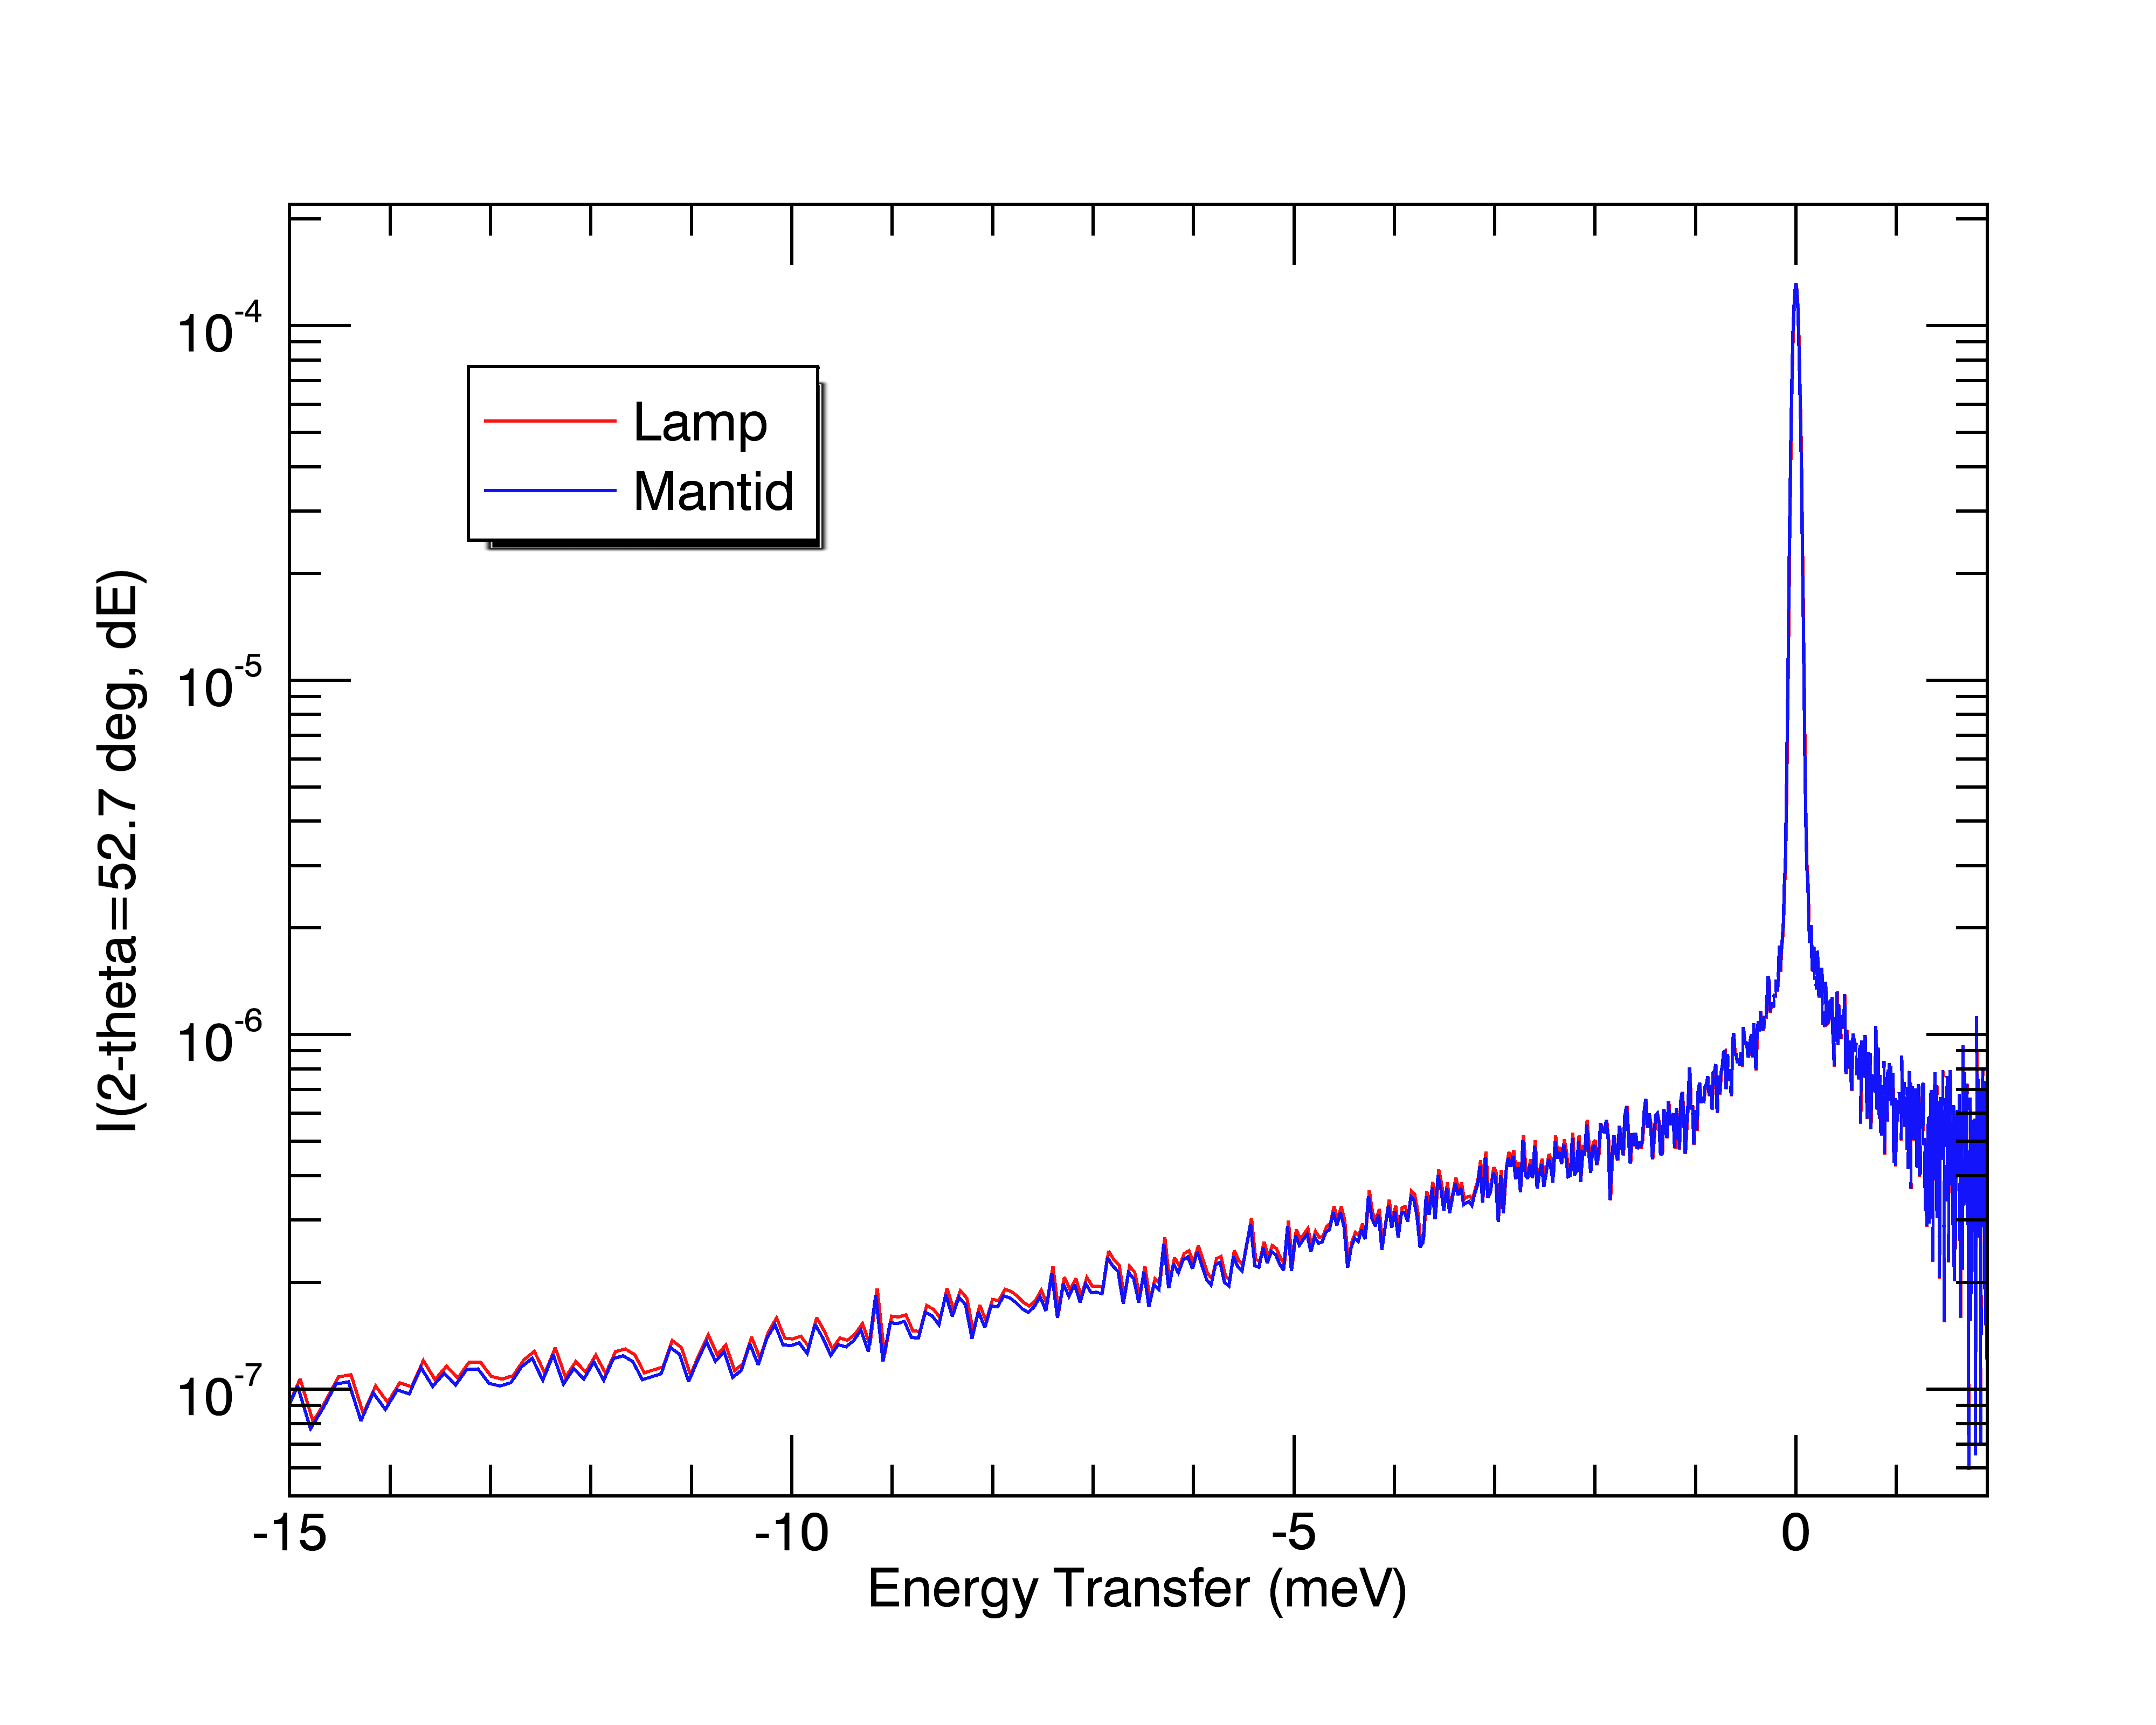 I(2-theta=52.7 deg, dE)
10^-4
10^-5
10^-6
10^-7
Lamp
Mantid
-15 -10 -5 0
Energy Transfer (meV)